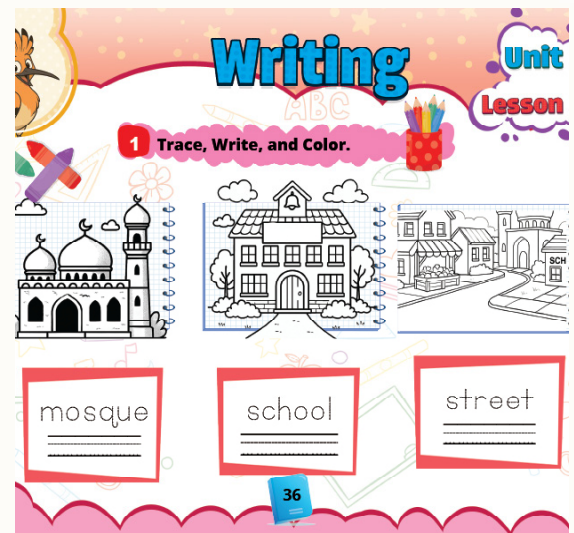 Writing
Unit
Lesson
ABC
1 Trace, Write, and Color.
SCH
mosque
school
street
36